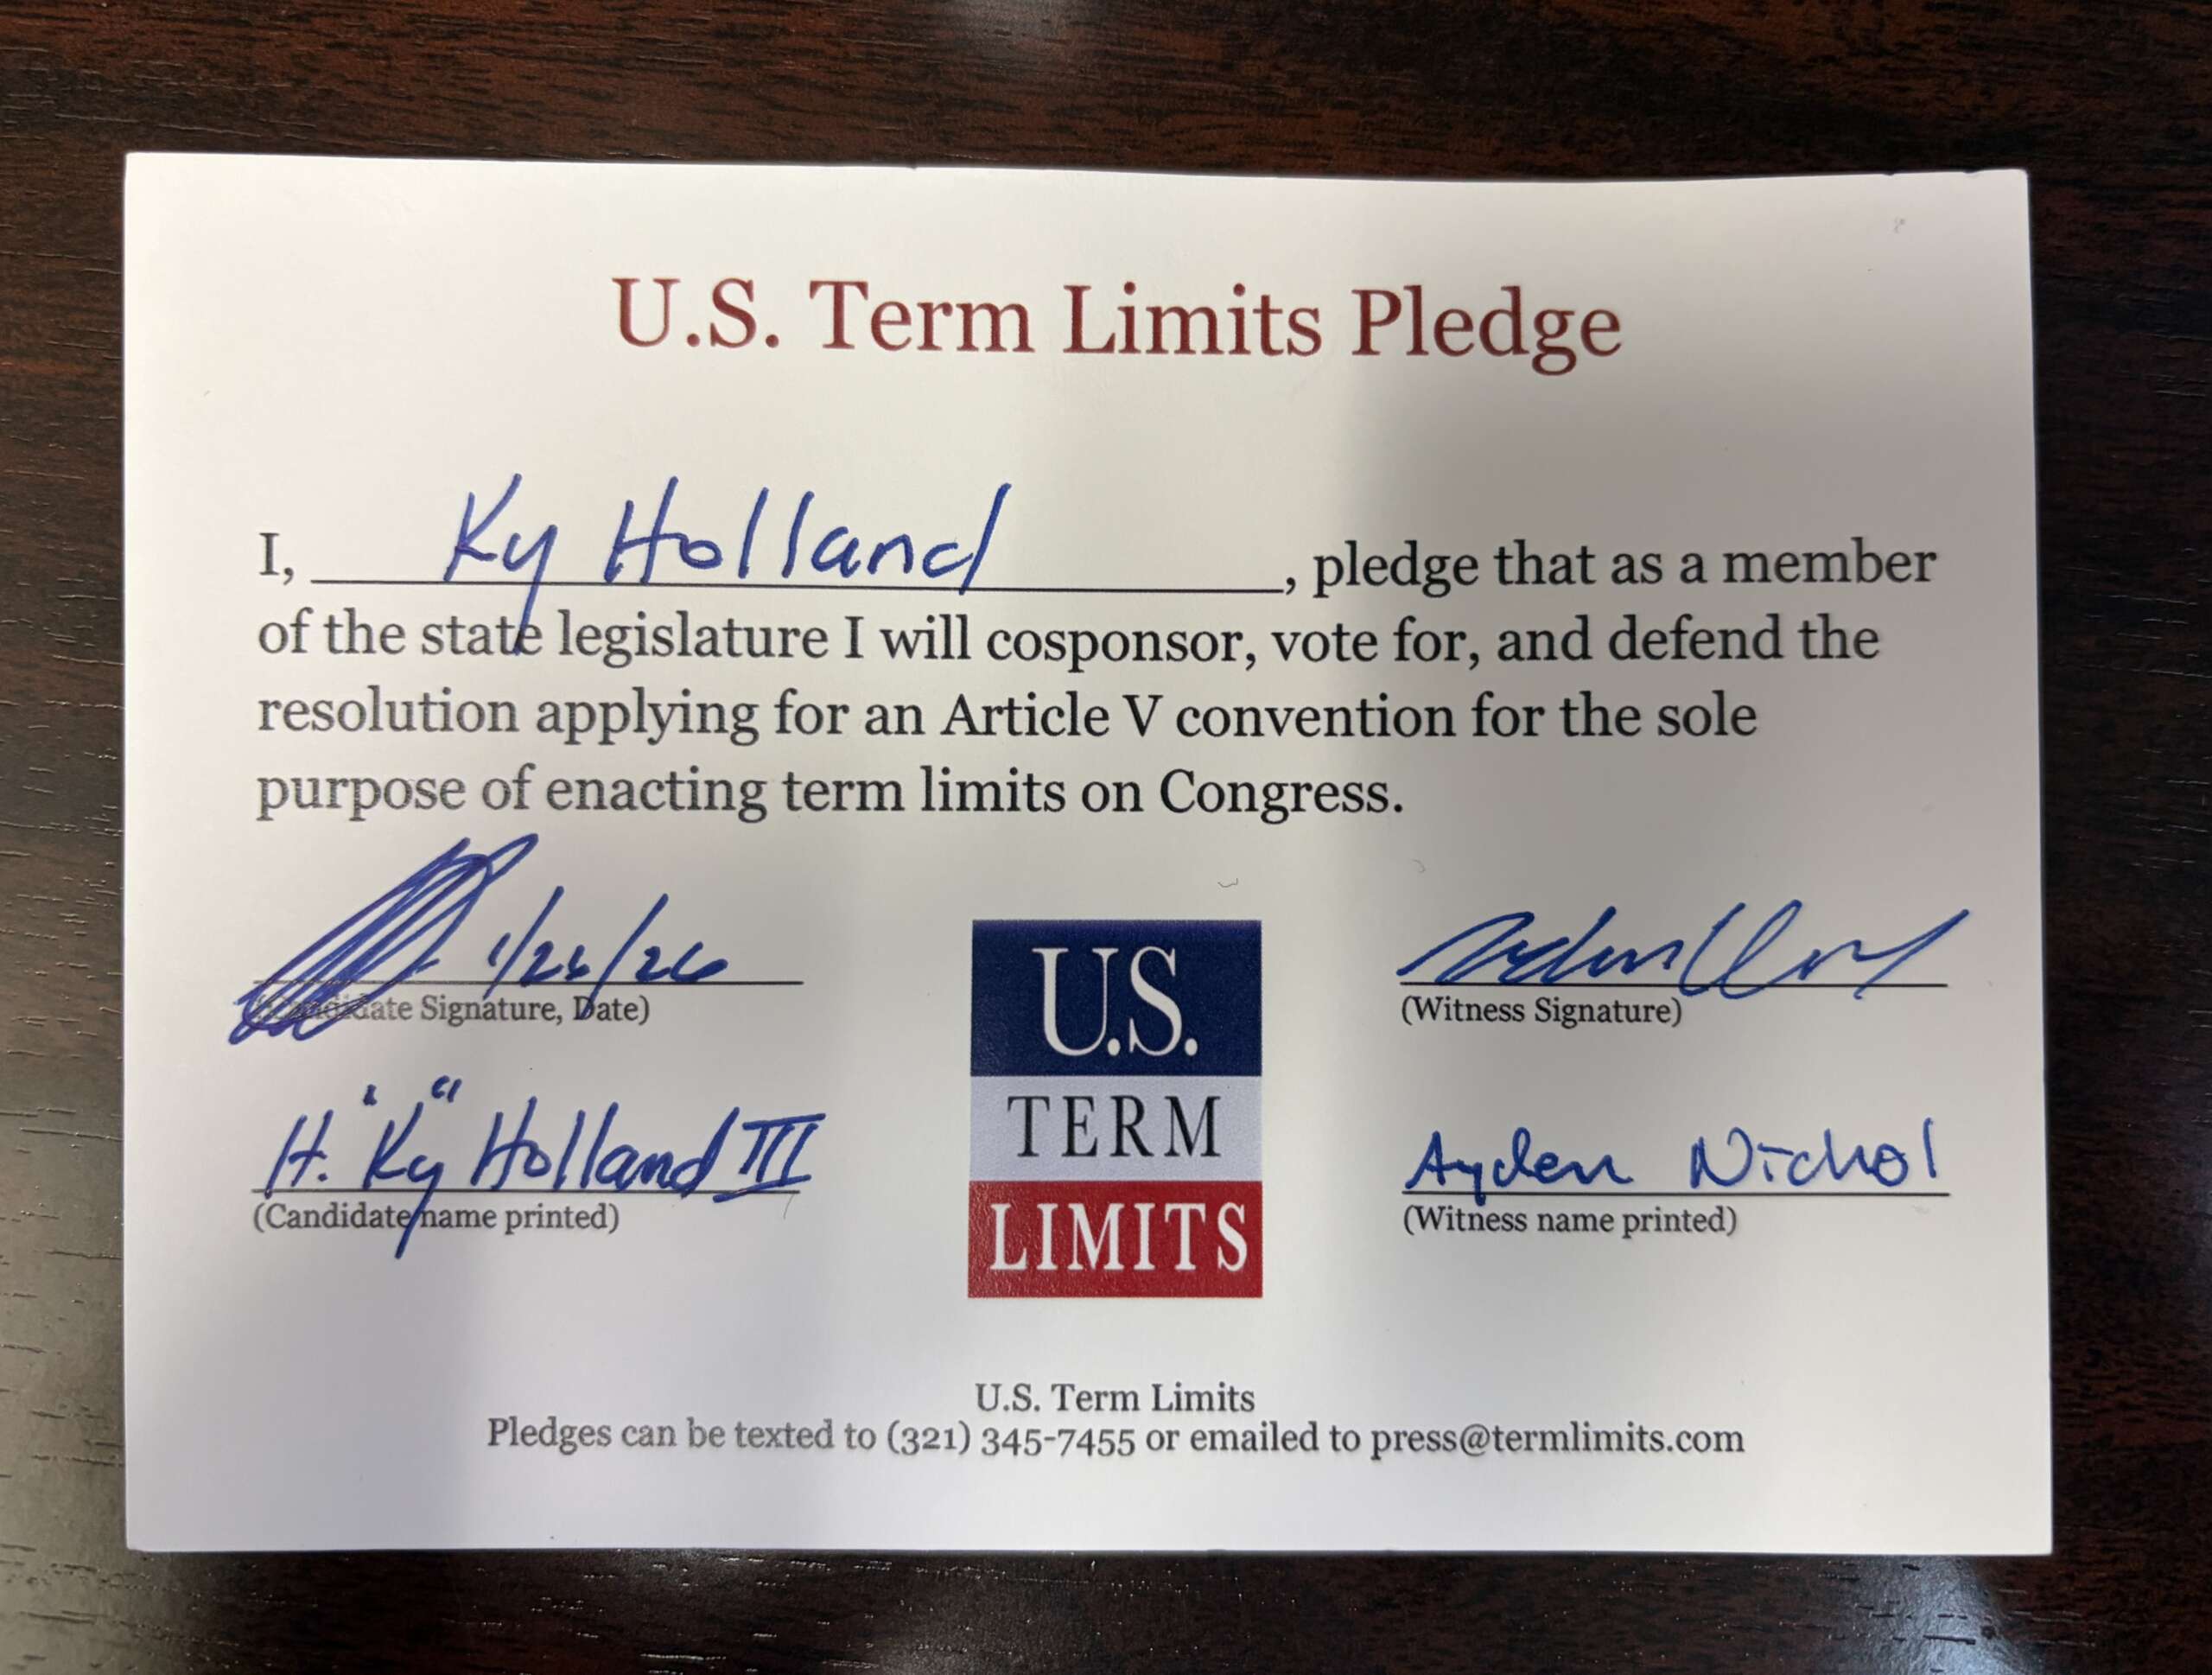 U.S. Term Limits Pledge
I, Ky Holland, pledge that as a member
of the state legislature I will cosponsor, vote for, and defend the
resolution applying for an Article V convention for the sole
purpose of enacting term limits on Congress.
1/26/26
(Candidate Signature, Date)
(Witness Signature)
H. "Ky" Holland III
(Candidate name printed)
Ayden Nichol
(Witness name printed)
U.S.
TERM
LIMITS
U.S. Term Limits
Pledges can be texted to (321) 345-7455 or emailed to press@termlimits.com